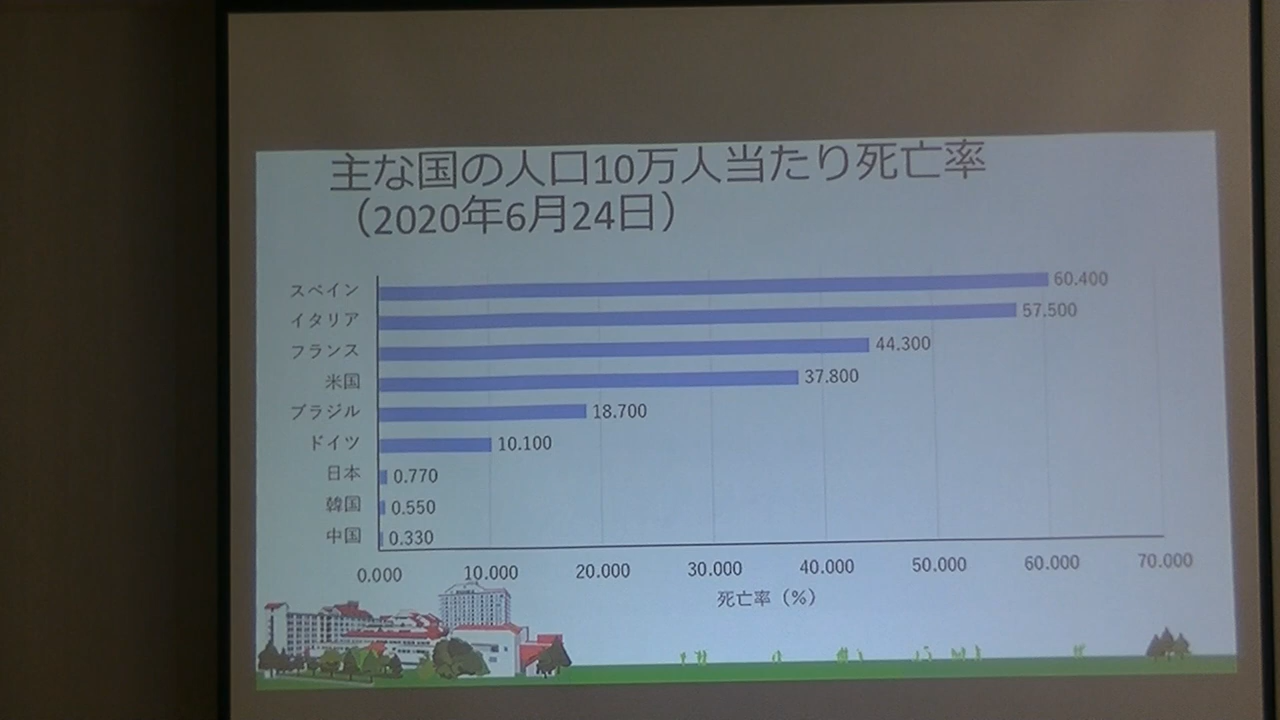 主な国の人口10万人当たり死亡率
（2020年6月24日）
スペイン 60.400
イタリア 57.500
フランス 44.300
米国 37.800
ブラジル 18.700
ドイツ 10.100
日本 0.770
韓国 0.550
中国 0.330
0.000 10.000 20.000 30.000 40.000 50.000 60.000 70.000
死亡率（%）